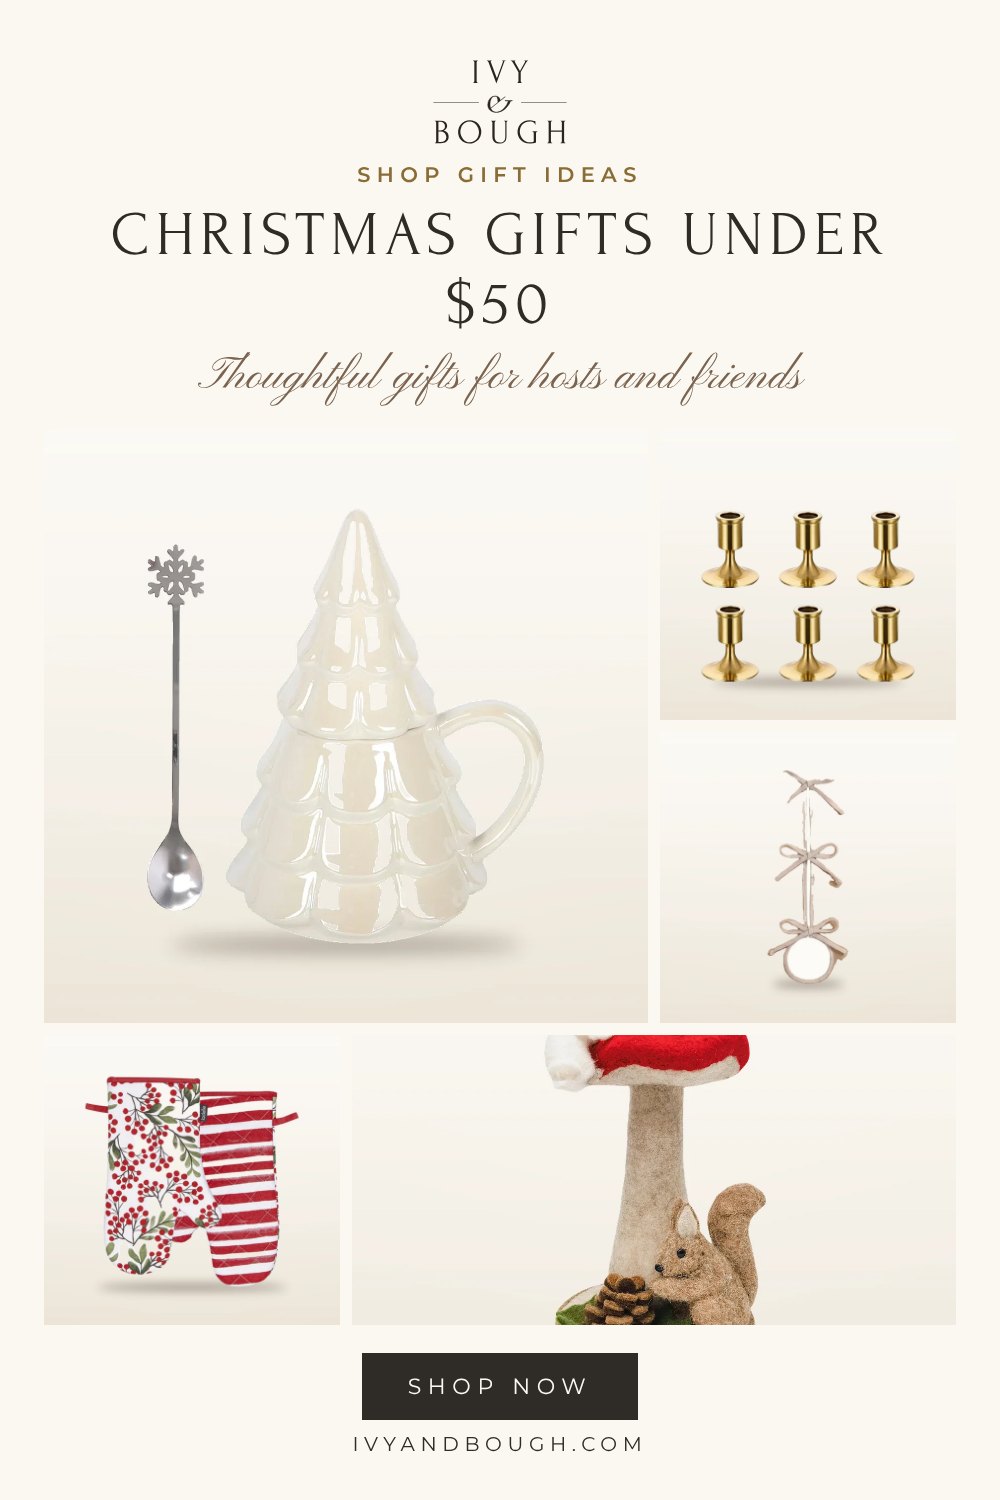 IVY
&
BOUGH
SHOP GIFT IDEAS
CHRISTMAS GIFTS UNDER
$50
Thoughtful gifts for hosts and friends
SHOP NOW
IVYANDBOUGH.COM